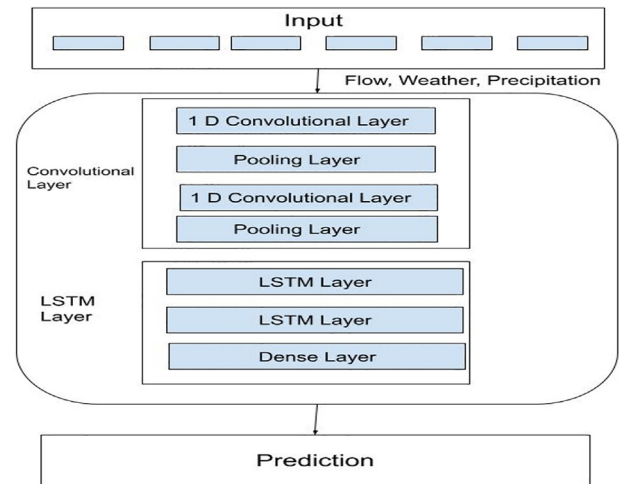 Input
Flow, Weather, Precipitation
Convolutional
Layer
1 D Convolutional Layer
Pooling Layer
1 D Convolutional Layer
Pooling Layer
LSTM
Layer
LSTM Layer
LSTM Layer
Dense Layer
Prediction